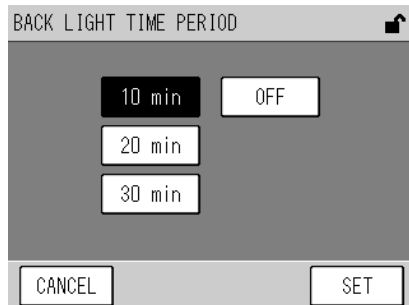 BACK LIGHT TIME PERIOD
10 min OFF
20 min
30 min
CANCEL SET